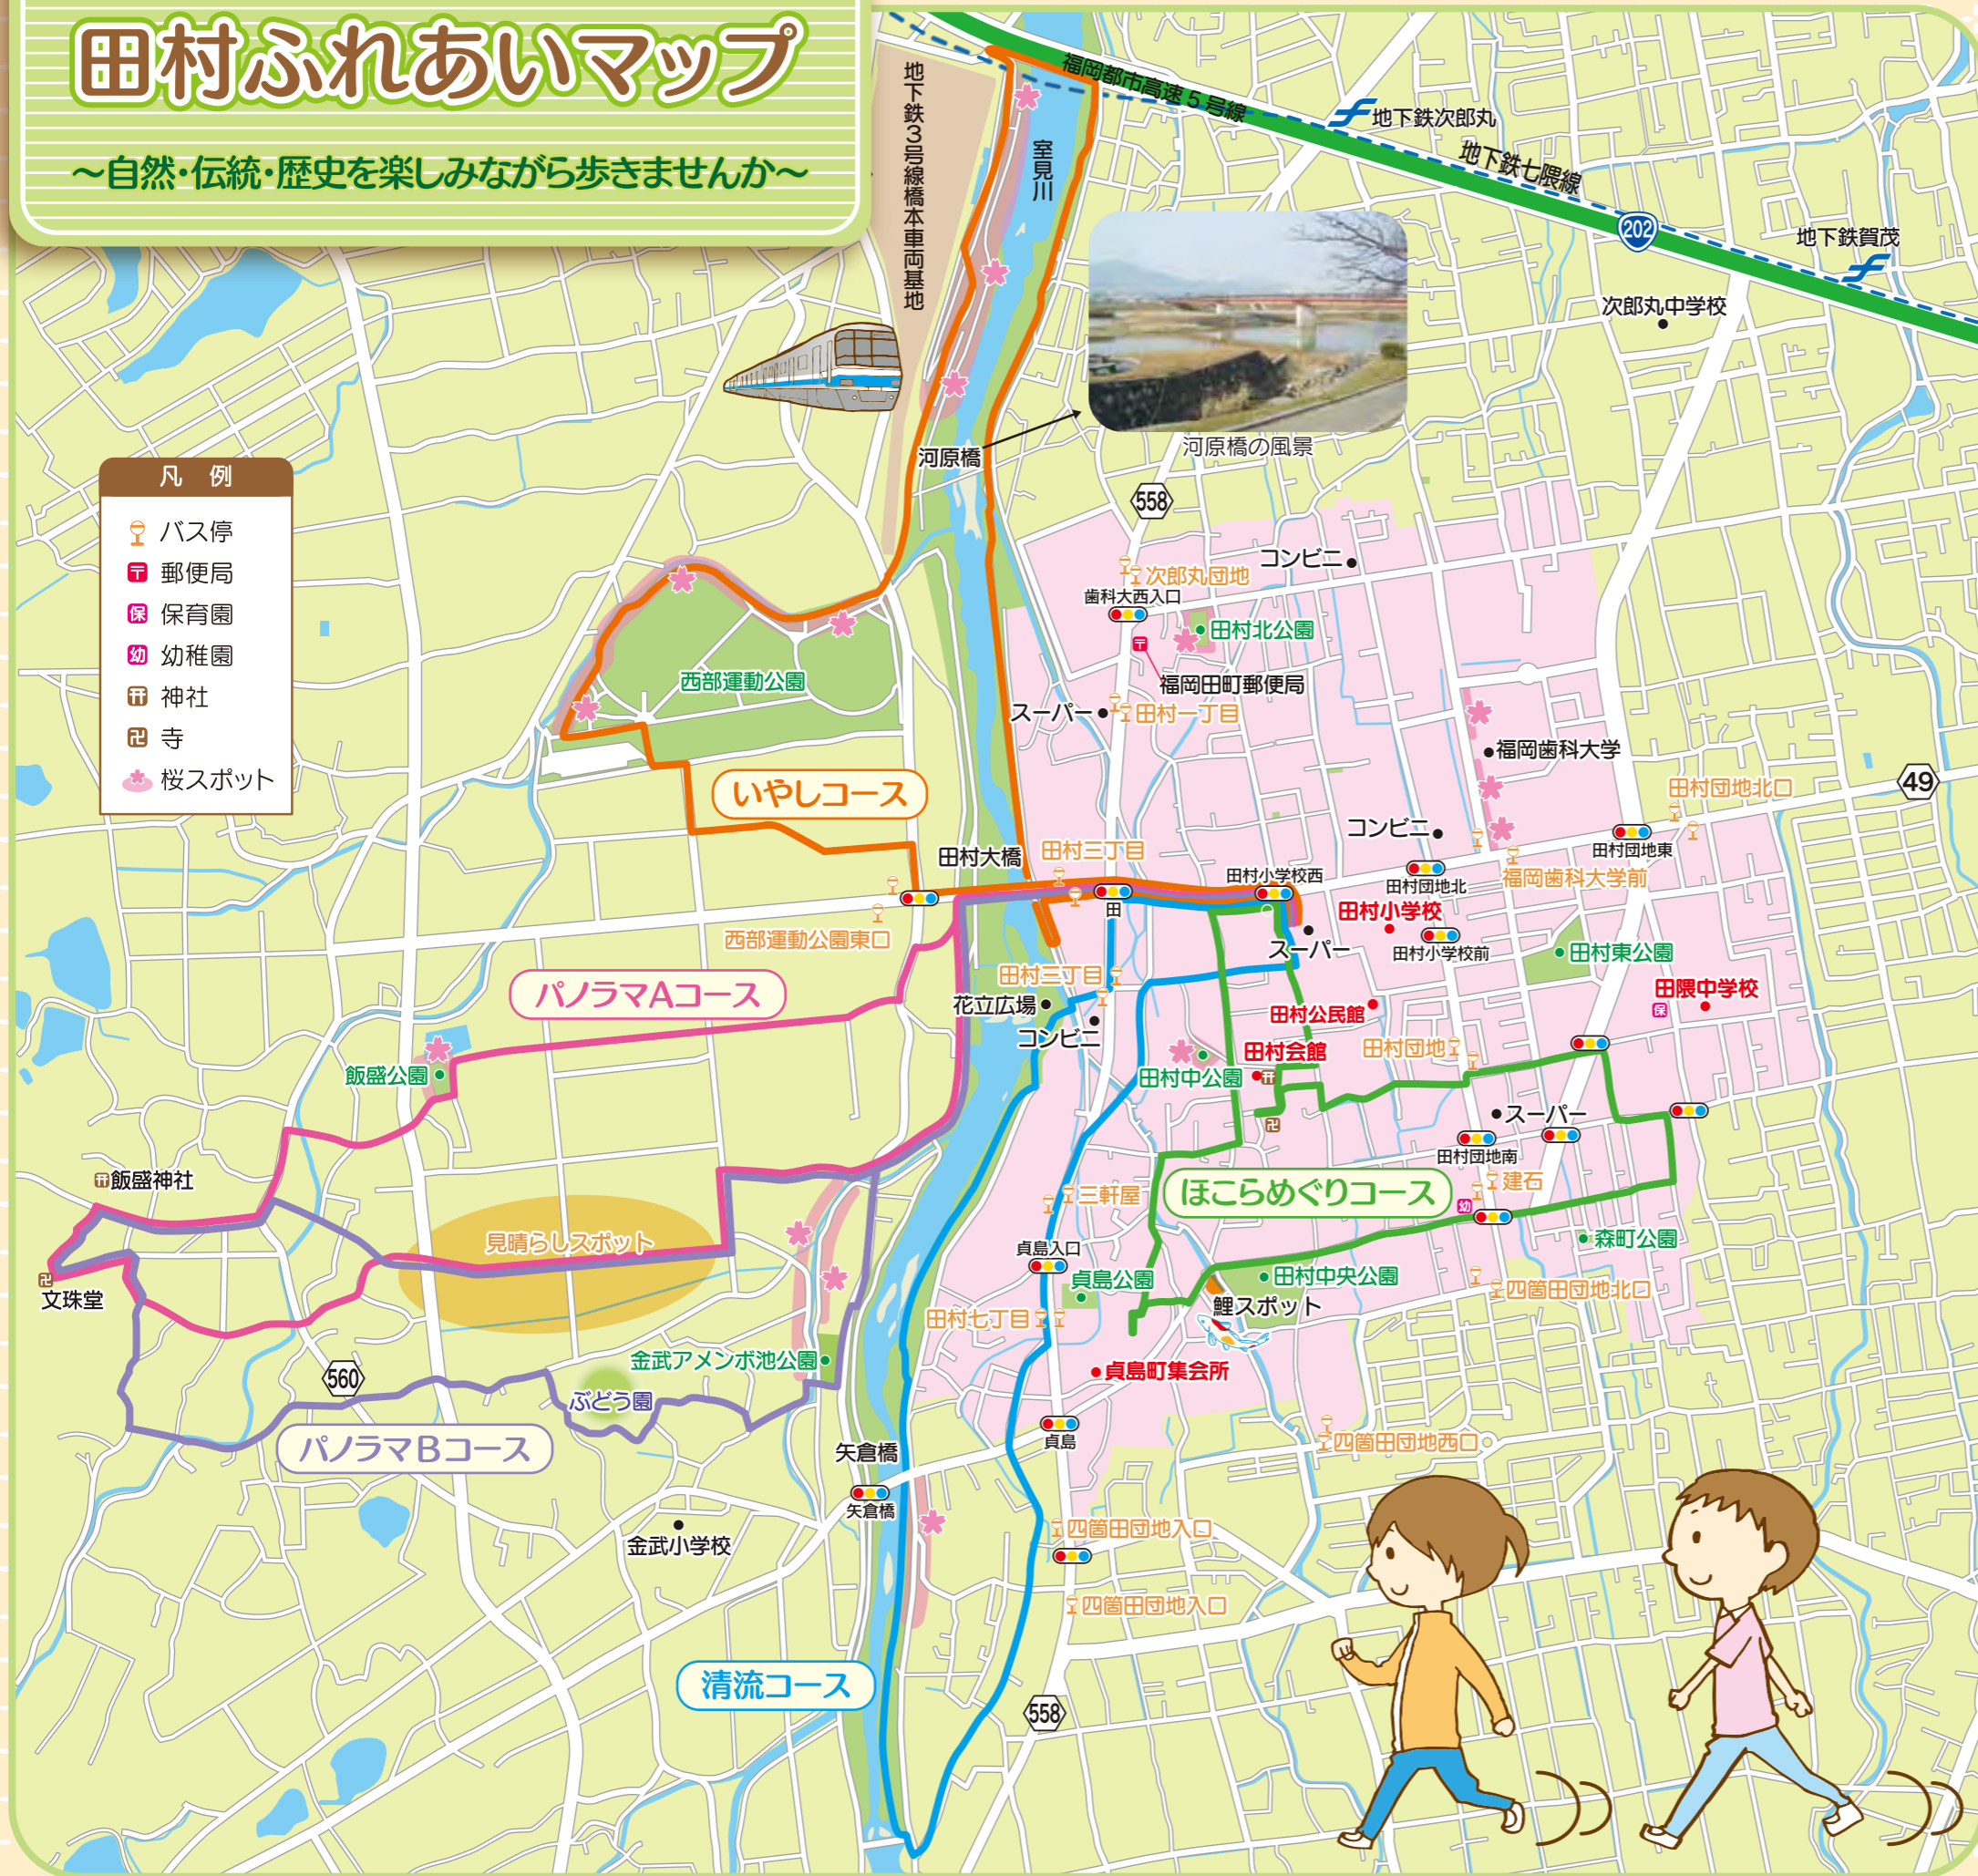 田村ふれあいマップ
～自然・伝統・歴史を楽しみながら歩きませんか～
地下鉄3号線橋本車両基地
室見川
福岡都市高速5号線
地下鉄次郎丸
地下鉄七隈線
202
地下鉄賀茂
次郎丸中学校
河原橋
河原橋の風景
凡 例
バス停
〒 郵便局
保 保育園
幼 幼稚園
神社
卍 寺
桜スポット
558
コンビニ
次郎丸団地
歯科大西入口
田村北公園
〒
福岡田町郵便局
スーパー
田村一丁目
西部運動公園
福岡歯科大学
田村団地北口
49
いやしコース
コンビニ
田村団地東
田村大橋
田村三丁目
田村小学校西
田村団地北
福岡歯科大学前
田
田村小学校
西部運動公園東口
スーパー
田村小学校前
田村東公園
パノラマAコース
田村三丁目
花立広場
コンビニ
田村公民館
田隈中学校
保
飯盛公園
田村会館
田村団地
田村中公園
スーパー
卍
田村団地南
飯盛神社
三軒屋
ほこらめぐりコース
建石
幼
見晴らしスポット
貞島入口
森町公園
卍
文珠堂
貞島公園
田村中央公園
四箇田団地北口
鯉スポット
田村七丁目
金武アメンボ池公園
貞島町集会所
560
ぶどう園
パノラマBコース
矢倉橋
貞島
四箇田団地西口
矢倉橋
金武小学校
四箇田団地入口
四箇田団地入口
清流コース
558